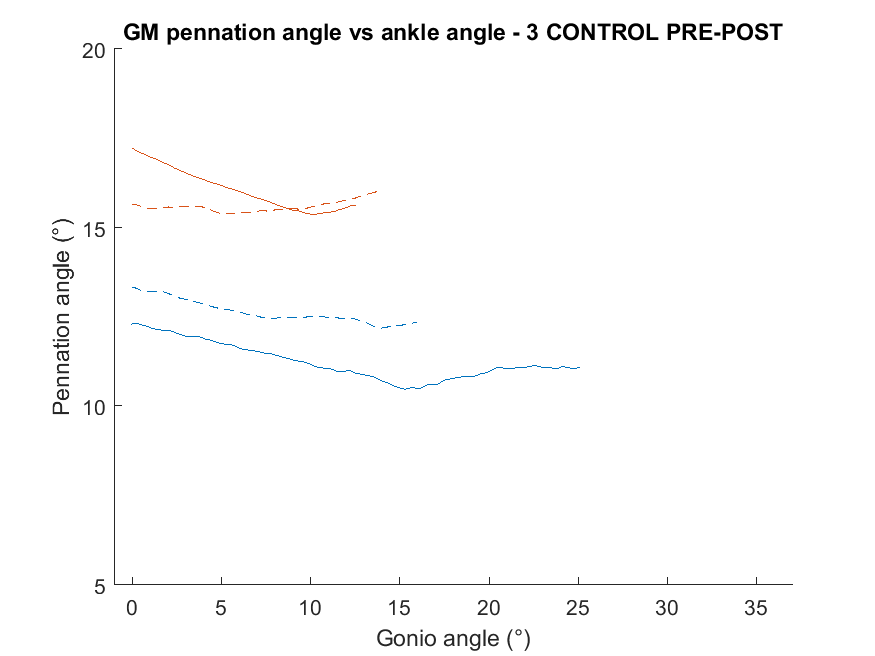 GM pennation angle vs ankle angle - 3 CONTROL PRE-POST
20
15
10
5
Pennation angle (°)
0 5 10 15 20 25 30 35
Gonio angle (°)